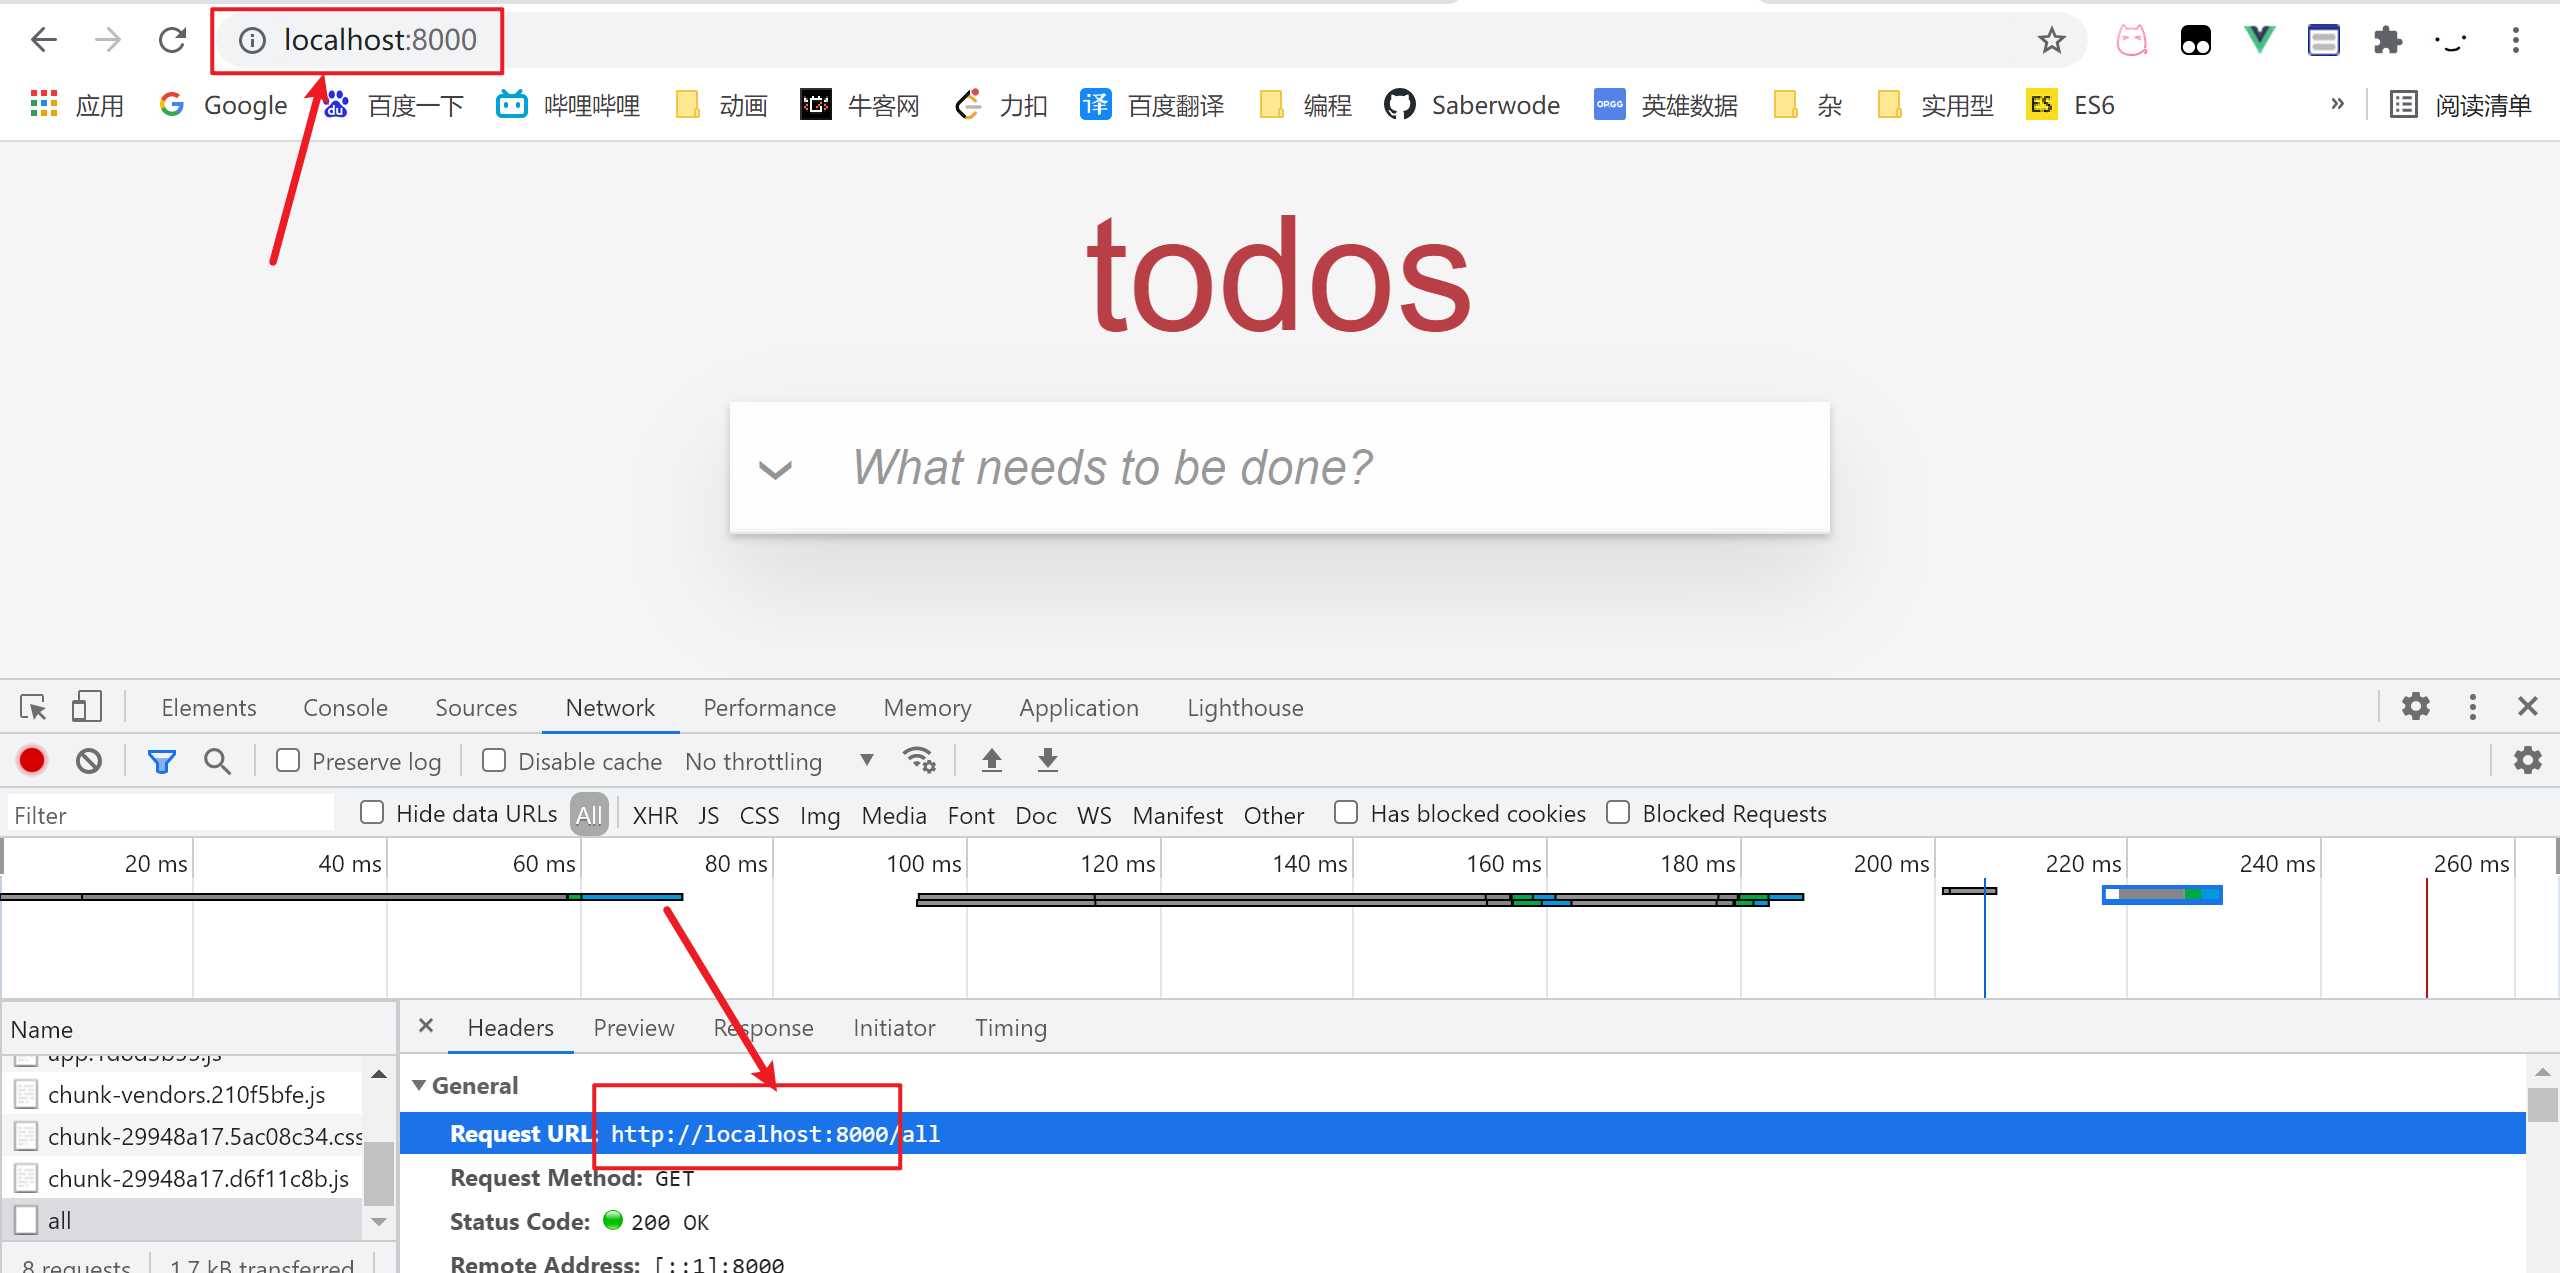 localhost:8000
应用 Google 百度一下 哔哩哔哩 动画 牛客网 力扣 译 百度翻译 编程 Saberwode OP.GG 英雄数据 杂 实用型 ES ES6 » 阅读清单
todos
What needs to be done?
Elements Console Sources Network Performance Memory Application Lighthouse
Preserve log Disable cache No throttling
Filter Hide data URLs All XHR JS CSS Img Media Font Doc WS Manifest Other Has blocked cookies Blocked Requests
20 ms 40 ms 60 ms 80 ms 100 ms 120 ms 140 ms 160 ms 180 ms 200 ms 220 ms 240 ms 260 ms
Name
Headers Preview Response Initiator Timing
chunk-vendors.210f5bfe.js
chunk-29948a17.5ac08c34.css
chunk-29948a17.d6f11c8b.js
all
8 requests 1.7 kB transferred
General
Request URL: http://localhost:8000/all
Request Method: GET
Status Code: 200 OK
Remote Address: [::1]:8000